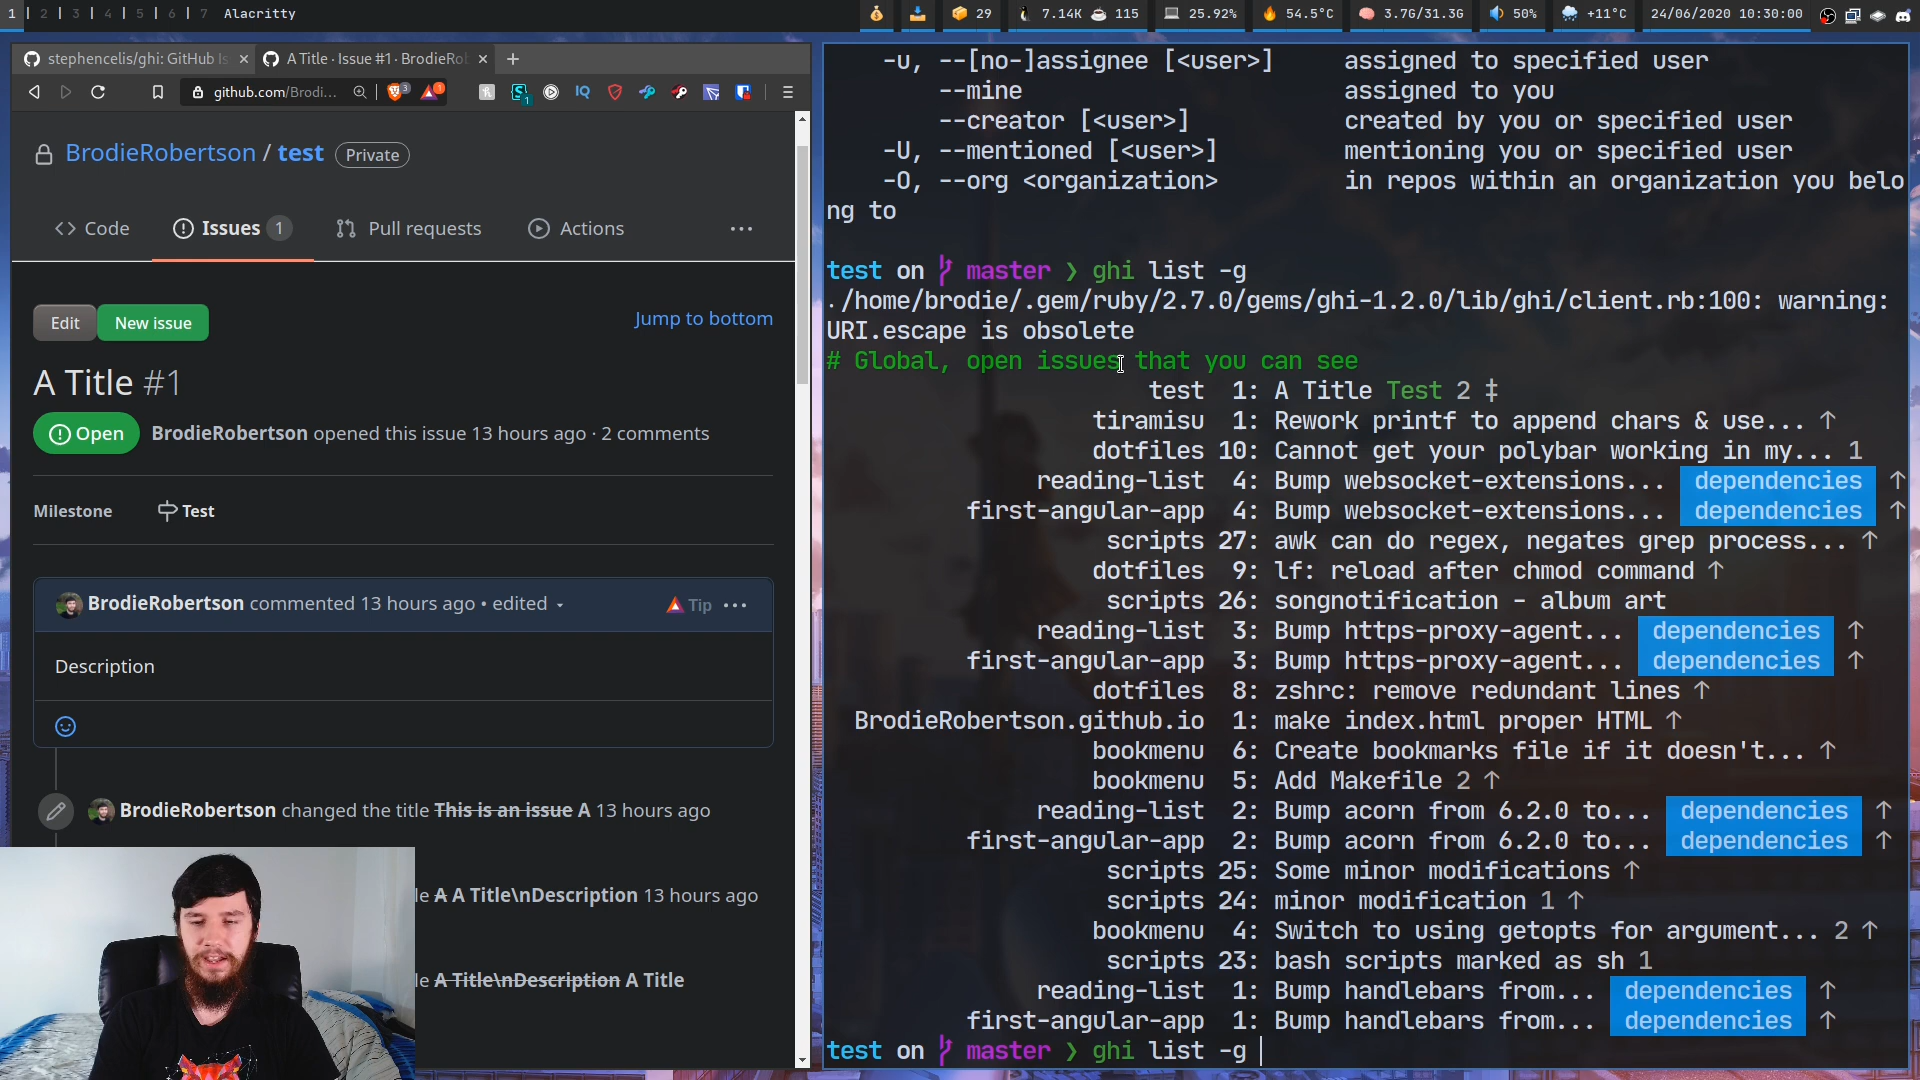 1 2 3 4 5 6 7 Alacritty
29 7.14K 115 25.92% 54.5°C 3.7G/31.3G 50% +11°C 24/06/2020 10:30:00
stephencelis/ghi: GitHub Is
A Title · Issue #1 · BrodieRo
github.com/Brodi...
BrodieRobertson / test Private
Code Issues 1 Pull requests Actions ...
Edit New issue Jump to bottom
A Title #1
Open BrodieRobertson opened this issue 13 hours ago · 2 comments
Milestone Test
BrodieRobertson commented 13 hours ago • edited Tip ...
Description
BrodieRobertson changed the title This is an issue A 13 hours ago
le A A Title\nDescription 13 hours ago
le A Title\nDescription A Title
-u, --[no-]assignee [<user>] assigned to specified user
--mine assigned to you
--creator [<user>] created by you or specified user
-U, --mentioned [<user>] mentioning you or specified user
-O, --org <organization> in repos within an organization you belo
ng to
test on master ❯ ghi list -g
./home/brodie/.gem/ruby/2.7.0/gems/ghi-1.2.0/lib/ghi/client.rb:100: warning:
URI.escape is obsolete
# Global, open issues that you can see
test 1: A Title Test 2 ‡
tiramisu 1: Rework printf to append chars & use... ↑
dotfiles 10: Cannot get your polybar working in my... 1
reading-list 4: Bump websocket-extensions... dependencies ↑
first-angular-app 4: Bump websocket-extensions... dependencies ↑
scripts 27: awk can do regex, negates grep process... ↑
dotfiles 9: lf: reload after chmod command ↑
scripts 26: songnotification - album art
reading-list 3: Bump https-proxy-agent... dependencies ↑
first-angular-app 3: Bump https-proxy-agent... dependencies ↑
dotfiles 8: zshrc: remove redundant lines ↑
BrodieRobertson.github.io 1: make index.html proper HTML ↑
bookmenu 6: Create bookmarks file if it doesn't... ↑
bookmenu 5: Add Makefile 2 ↑
reading-list 2: Bump acorn from 6.2.0 to... dependencies ↑
first-angular-app 2: Bump acorn from 6.2.0 to... dependencies ↑
scripts 25: Some minor modifications ↑
scripts 24: minor modification 1 ↑
bookmenu 4: Switch to using getopts for argument... 2 ↑
scripts 23: bash scripts marked as sh 1
reading-list 1: Bump handlebars from... dependencies ↑
first-angular-app 1: Bump handlebars from... dependencies ↑
test on master ❯ ghi list -g